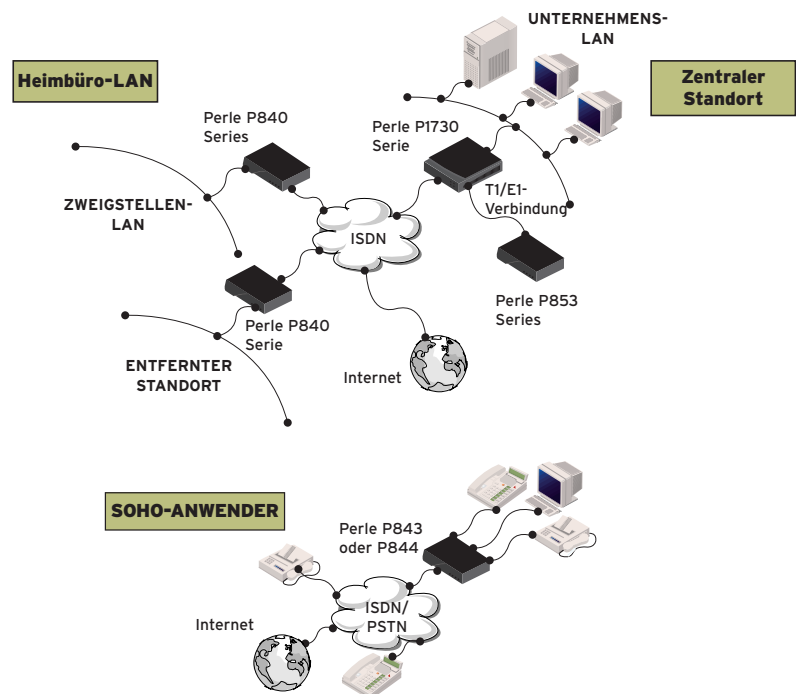 UNTERNEHMENS-
LAN
Heimbüro-LAN
Zentraler
Standort
Perle P840
Series
Perle P1730
Serie
ZWEIGSTELLEN-
LAN
T1/E1-
Verbindung
ISDN
Perle P853
Series
Perle P840
Serie
ENTFERNTER
STANDORT
Internet
SOHO-ANWENDER
Perle P843
oder P844
ISDN/
PSTN
Internet